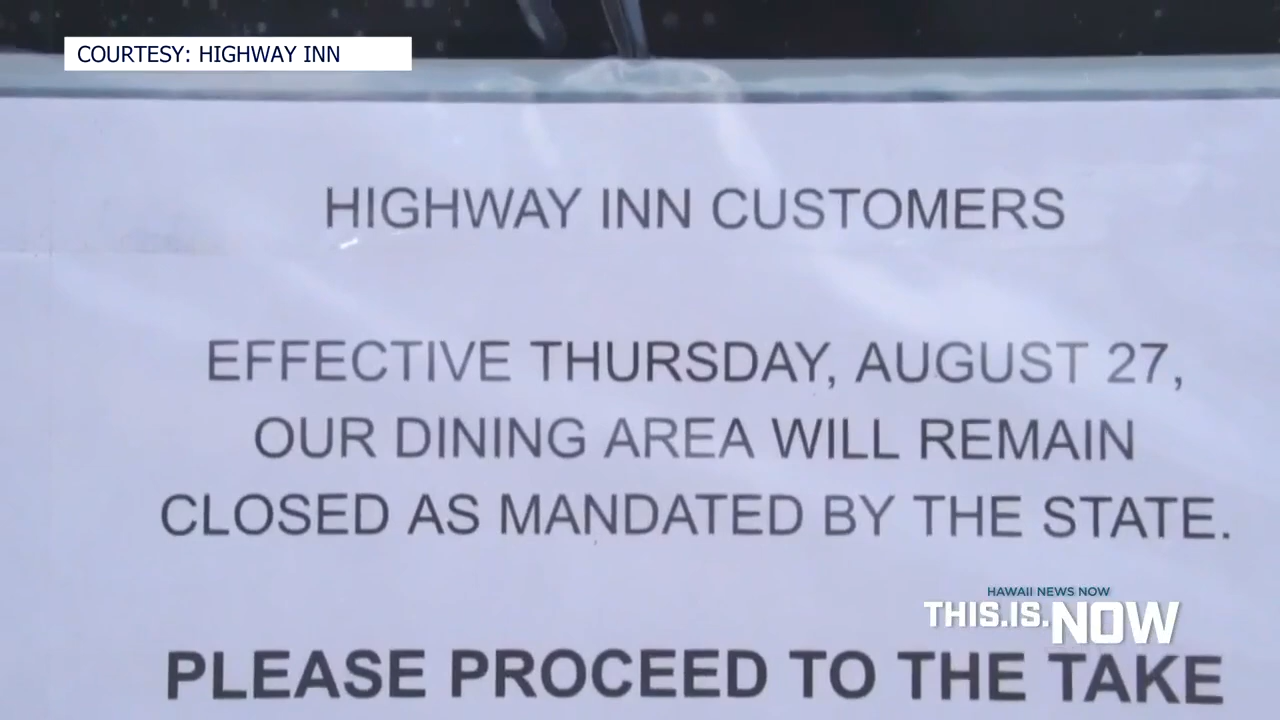 COURTESY: HIGHWAY INN
HIGHWAY INN CUSTOMERS
EFFECTIVE THURSDAY, AUGUST 27,
OUR DINING AREA WILL REMAIN
CLOSED AS MANDATED BY THE STATE.
HAWAII NEWS NOW
THIS.IS.NOW
PLEASE PROCEED TO THE TAKE